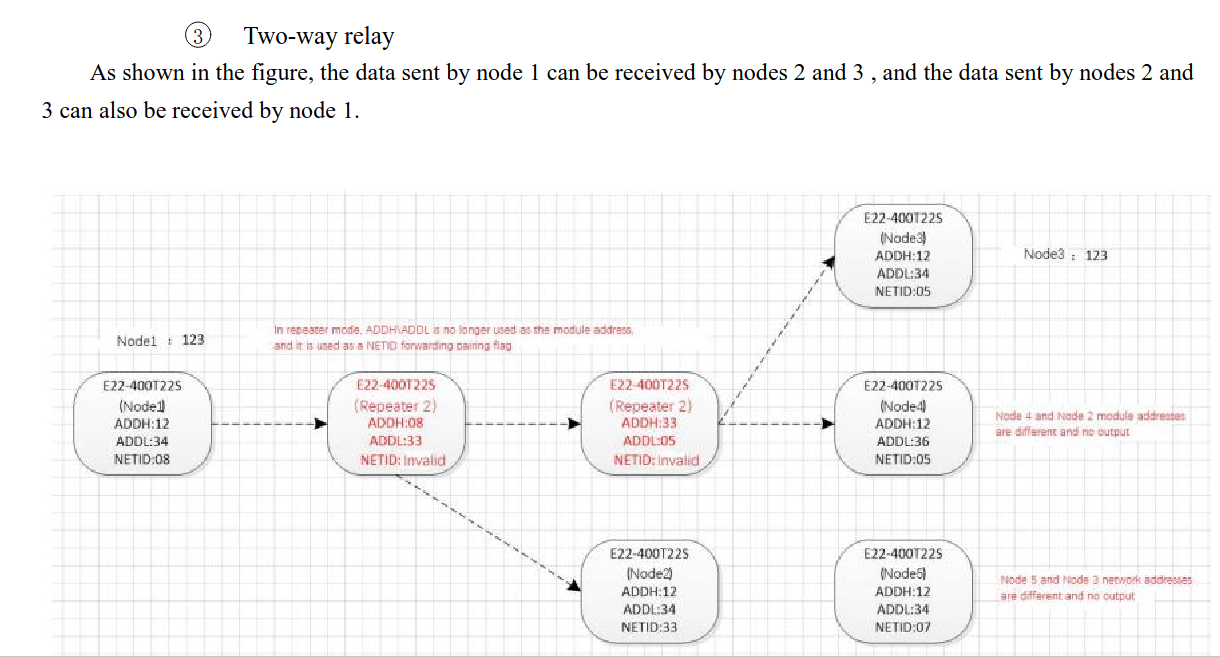 ③ Two-way relay
As shown in the figure, the data sent by node 1 can be received by nodes 2 and 3 , and the data sent by nodes 2 and
3 can also be received by node 1.
E22-400T22S
(Node3)
ADDH:12
ADDL:34
NETID:05
Node3 : 123
Node1 : 123
In repeater mode, ADDH\ADDL is no longer used as the module address,
and it is used as a NETID forwarding pairing flag
E22-400T22S
(Node1)
ADDH:12
ADDL:34
NETID:08
E22-400T22S
(Repeater 2)
ADDH:08
ADDL:33
NETID: Invalid
E22-400T22S
(Repeater 2)
ADDH:33
ADDL:05
NETID: Invalid
E22-400T22S
(Node4)
ADDH:12
ADDL:36
NETID:05
Node 4 and Node 2 module addresses
are different and no output
E22-400T22S
(Node2)
ADDH:12
ADDL:34
NETID:33
E22-400T22S
(Node5)
ADDH:12
ADDL:34
NETID:07
Node 5 and Node 3 network addresses
are different and no output